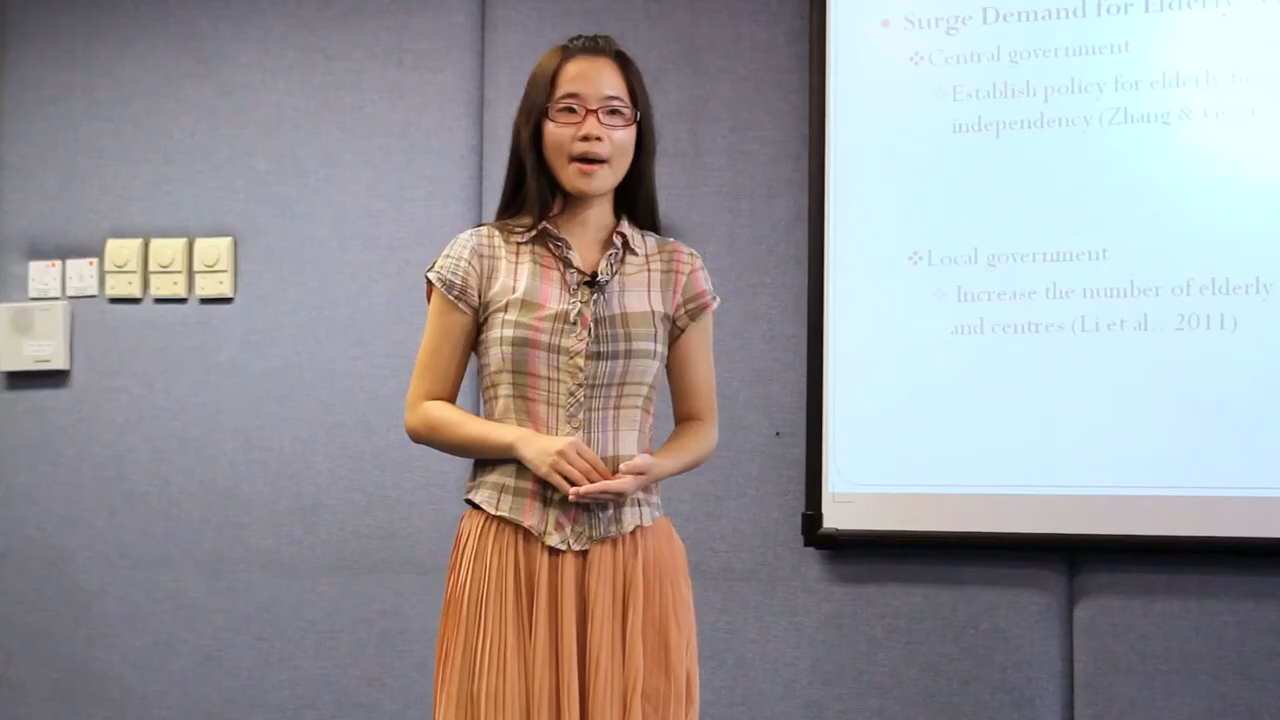 Surge Demand for Elderly
Central government
Establish policy for elderly
independency (Zhang &
Local government
Increase the number of elderly
and centres (Li et al., 2011)